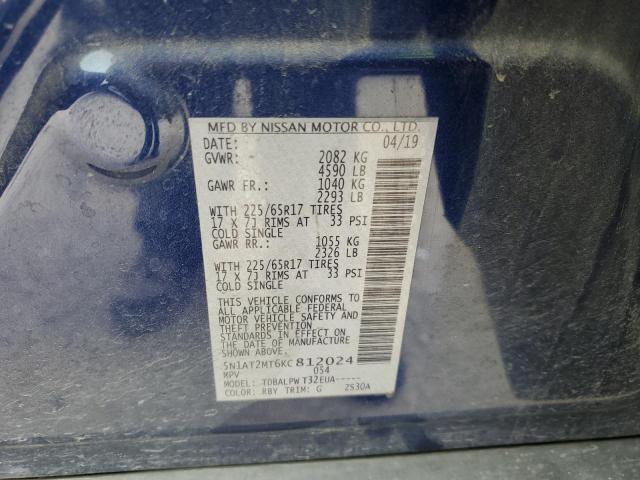 MFD BY NISSAN MOTOR CO., LTD.
DATE: 04/19
GVWR: 2082 KG
4590 LB
GAWR FR.: 1040 KG
2293 LB
WITH 225/65R17 TIRES
17 X 7J RIMS AT 33 PSI
COLD SINGLE
GAWR RR.: 1055 KG
2326 LB
WITH 225/65R17 TIRES
17 X 7J RIMS AT 33 PSI
COLD SINGLE
THIS VEHICLE CONFORMS TO
ALL APPLICABLE FEDERAL
MOTOR VEHICLE SAFETY AND
THEFT PREVENTION
STANDARDS IN EFFECT ON
THE DATE OF MANUFACTURE
SHOWN ABOVE.
5N1AT2MT6KC812024
MPV 054
MODEL: TDBALPW T32EUA-----
COLOR: RBY TRIM: G 2530A